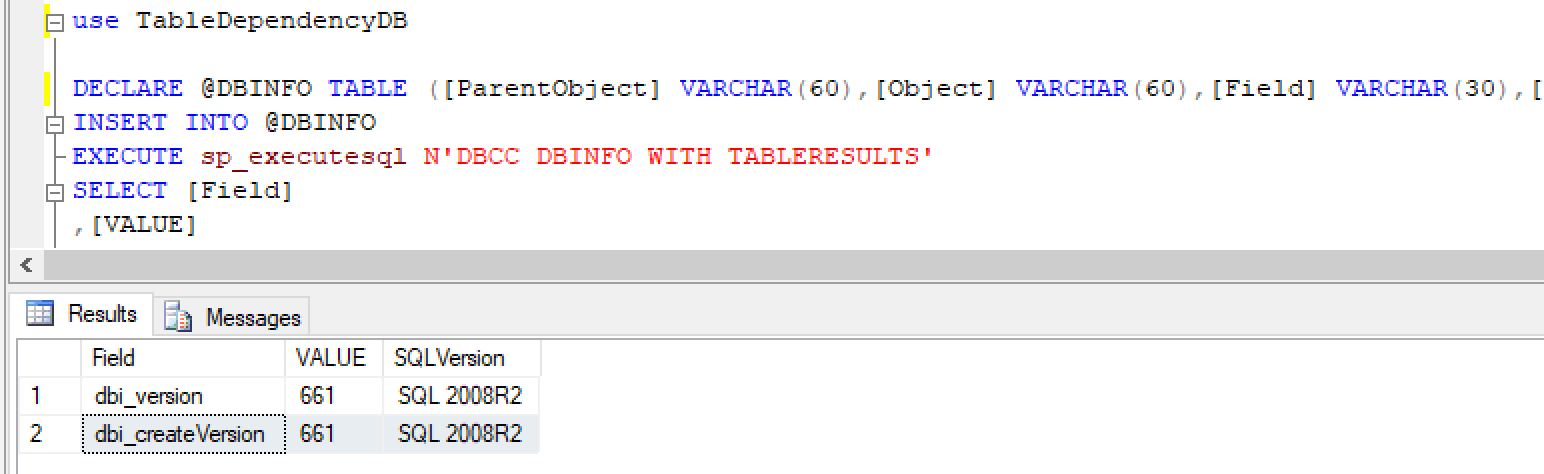 use TableDependencyDB
DECLARE @DBINFO TABLE ([ParentObject] VARCHAR(60),[Object] VARCHAR(60),[Field] VARCHAR(30),[
INSERT INTO @DBINFO
EXECUTE sp_executesql N'DBCC DBINFO WITH TABLERESULTS'
SELECT [Field]
,[VALUE]
Results Messages
Field VALUE SQLVersion
1 dbi_version 661 SQL 2008R2
2 dbi_createVersion 661 SQL 2008R2